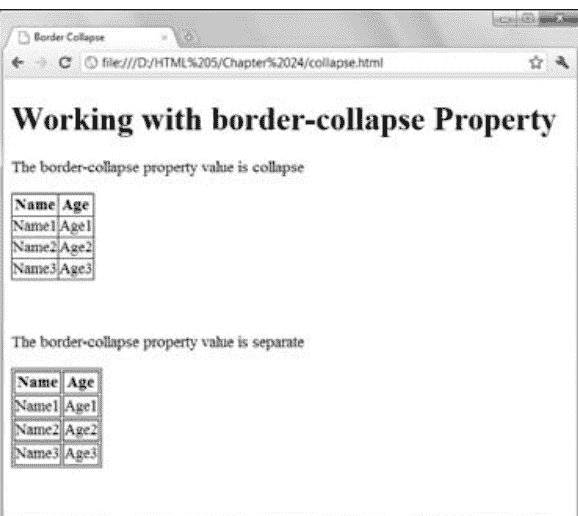 Border Collapse
file:///D:/HTML%205/Chapter%2024/collapse.html
Working with border-collapse Property
The border-collapse property value is collapse
Name Age
Name1 Age1
Name2 Age2
Name3 Age3
The border-collapse property value is separate
Name Age
Name1 Age1
Name2 Age2
Name3 Age3